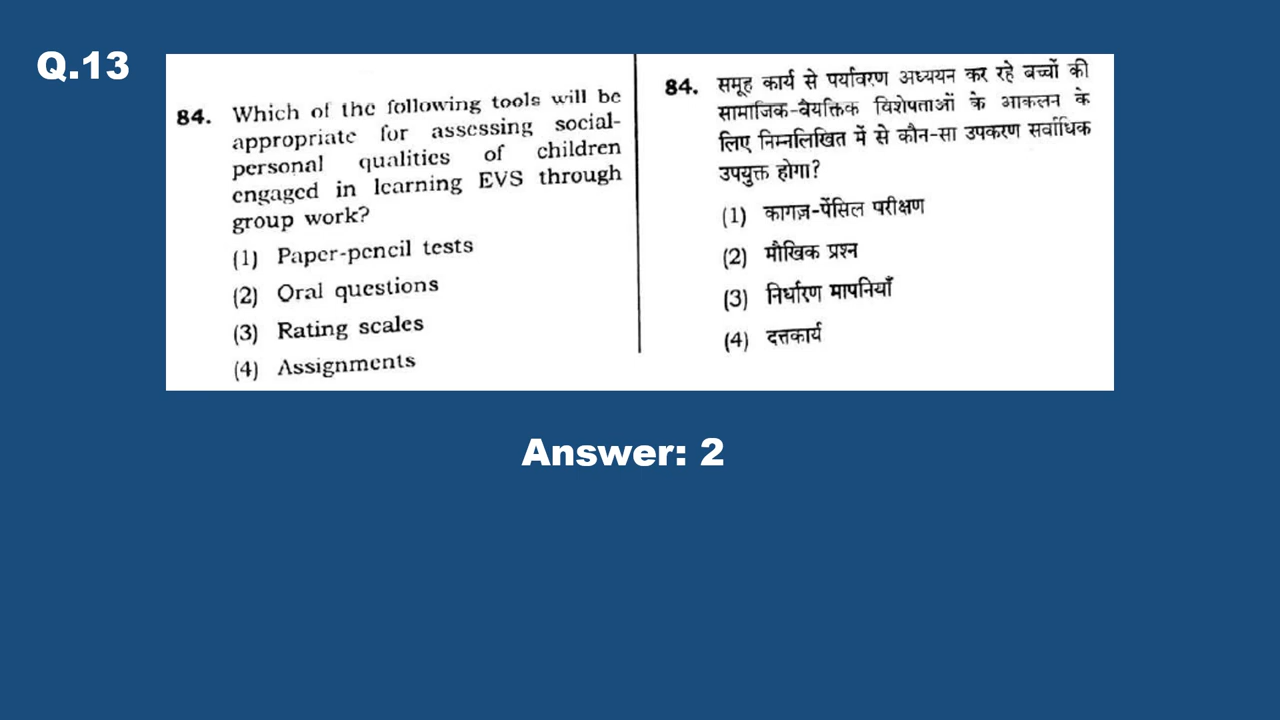 Q.13
84. Which of the following tools will be
appropriate for assessing social-
personal qualities of children
engaged in learning EVS through
group work?
(1) Paper-pencil tests
(2) Oral questions
(3) Rating scales
(4) Assignments
84. समूह कार्य से पर्यावरण अध्ययन कर रहे बच्चों की
सामाजिक-वैयक्तिक विशेषताओं के आकलन के
लिए निम्नलिखित में से कौन-सा उपकरण सर्वाधिक
उपयुक्त होगा?
(1) कागज़-पेंसिल परीक्षण
(2) मौखिक प्रश्न
(3) निर्धारण मापनियाँ
(4) दत्तकार्य
Answer: 2